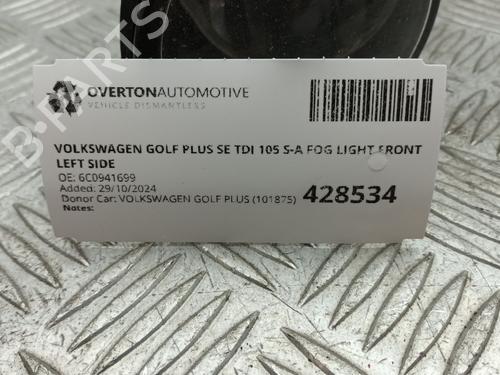 OVERTONAUTOMOTIVE
VEHICLE DISMANTLERS
VOLKSWAGEN GOLF PLUS SE TDI 105 S-A FOG LIGHT FRONT
LEFT SIDE
OE: 6C0941699
Added: 29/10/2024
Donor Car: VOLKSWAGEN GOLF PLUS (101875)
428534
Notes:
B-Parts